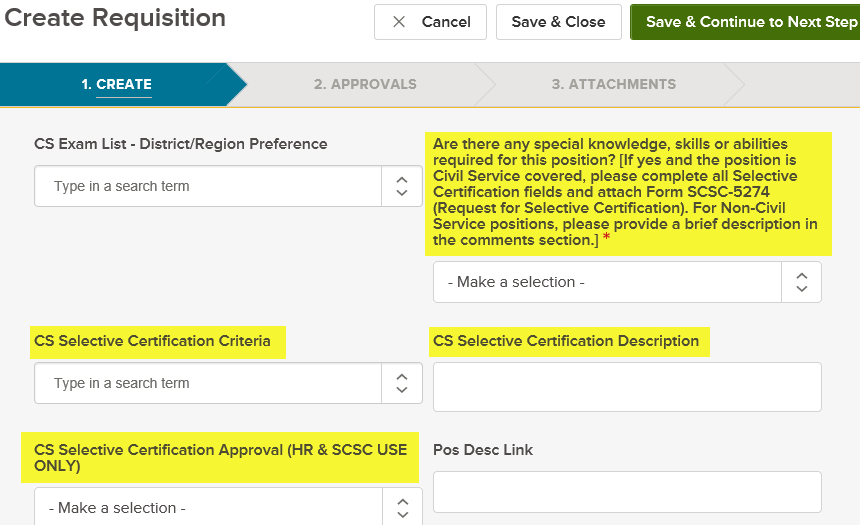 Create Requisition
Cancel
Save & Close
Save & Continue to Next Step
1. CREATE
2. APPROVALS
3. ATTACHMENTS
CS Exam List - District/Region Preference
Type in a search term
Are there any special knowledge, skills or abilities
required for this position? [If yes and the position is
Civil Service covered, please complete all Selective
Certification fields and attach Form SCSC-5274
(Request for Selective Certification). For Non-Civil
Service positions, please provide a brief description in
the comments section.] *
- Make a selection -
CS Selective Certification Criteria
Type in a search term
CS Selective Certification Description
CS Selective Certification Approval (HR & SCSC USE
ONLY)
- Make a selection -
Pos Desc Link